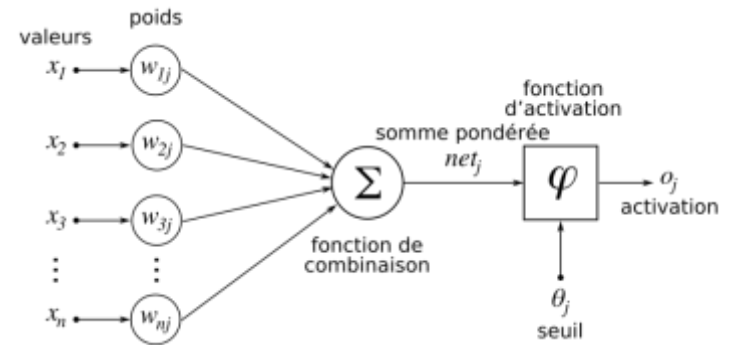 poids
valeurs
x₁
w₁ⱼ
x₂
w₂ⱼ
x₃
w₃ⱼ
⋮
⋮
xₙ
wₙⱼ
Σ
fonction de
combinaison
somme pondérée
netⱼ
fonction
d'activation
φ
oⱼ
activation
θⱼ
seuil